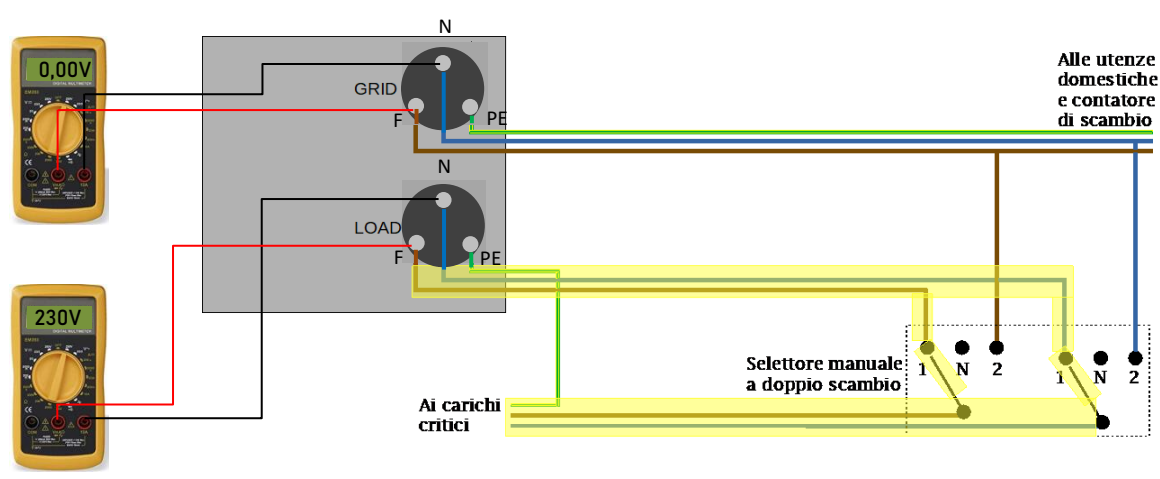 N
0,00V
GRID
F
PE
Alle utenze
domestiche
e contatore
di scambio
N
LOAD
F
PE
230V
Selettore manuale
a doppio scambio
1
N
2
1
N
2
Ai carichi
critici